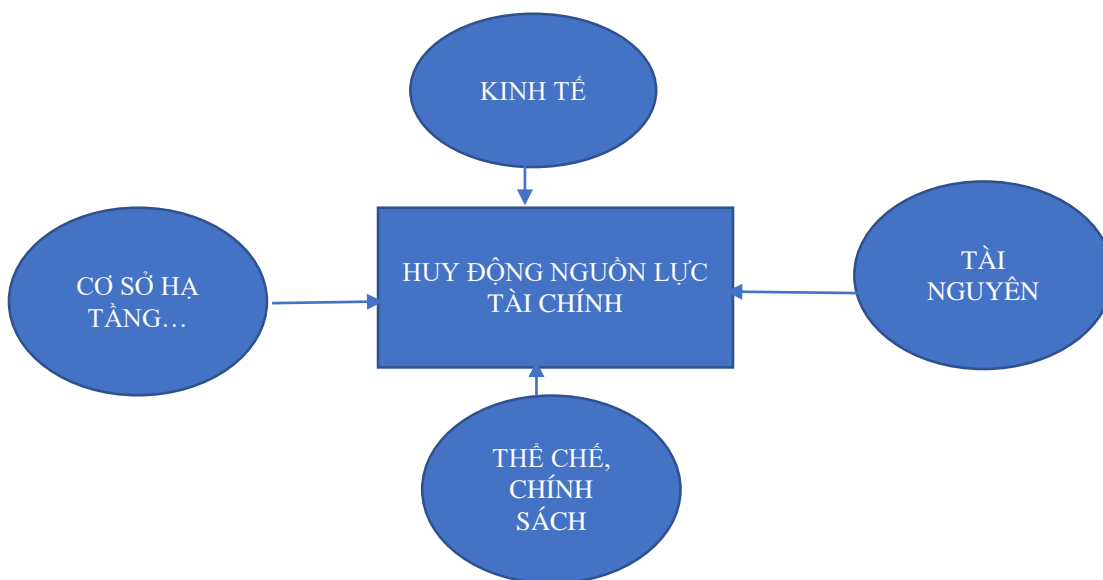 KINH TẾ
CƠ SỞ HẠ
TẦNG…
HUY ĐỘNG NGUỒN LỰC
TÀI CHÍNH
TÀI
NGUYÊN
THỂ CHẾ,
CHÍNH
SÁCH